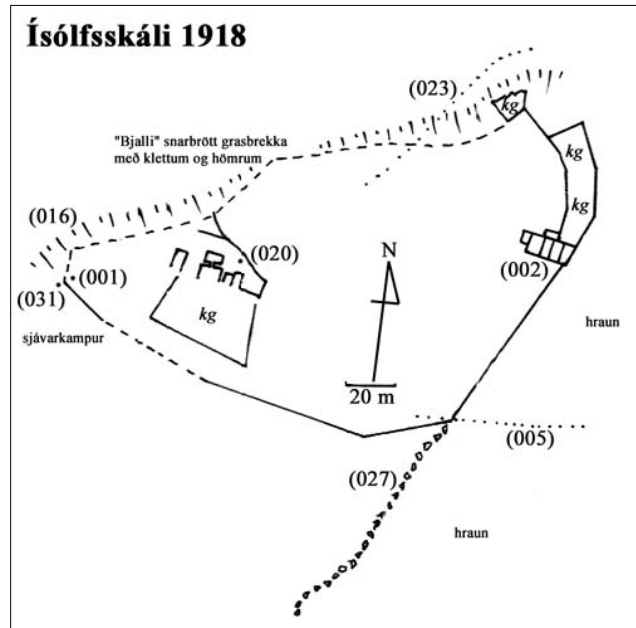 Ísólfsskáli 1918
(023)
kg
"Bjalli" snarbrött grasbrekka
með klettum og hömrum
kg
kg
(016)
(020)
N
(002)
(001)
(031)
kg
hraun
sjávarkampur
20 m
(005)
(027)
hraun